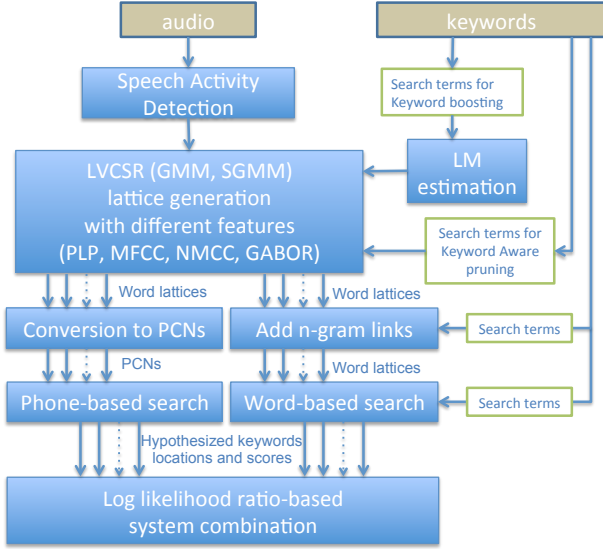 audio
keywords
Speech Activity
Detection
Search terms for
Keyword boosting
LVCSR (GMM, SGMM)
lattice generation
with different features
(PLP, MFCC, NMCC, GABOR)
LM
estimation
Search terms for
Keyword Aware
pruning
Word lattices
Word lattices
Conversion to PCNs
Add n-gram links
Search terms
PCNs
Word lattices
Phone-based search
Word-based search
Search terms
Hypothesized keywords
locations and scores
Log likelihood ratio-based
system combination